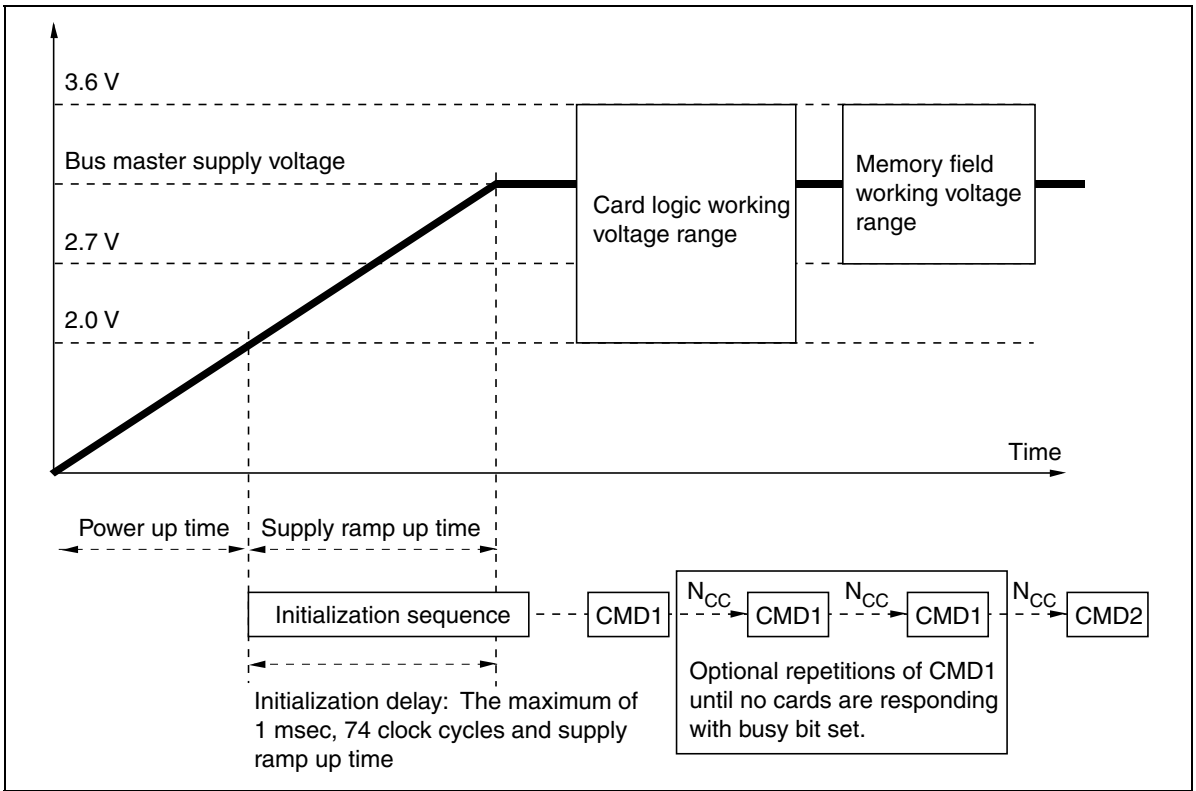 3.6 V
Bus master supply voltage
2.7 V
2.0 V
Card logic working
voltage range
Memory field
working voltage
range
Time
Power up time
Supply ramp up time
Initialization sequence
CMD1
NCC
CMD1
NCC
CMD1
NCC
CMD2
Optional repetitions of CMD1
until no cards are responding
with busy bit set.
Initialization delay: The maximum of
1 msec, 74 clock cycles and supply
ramp up time